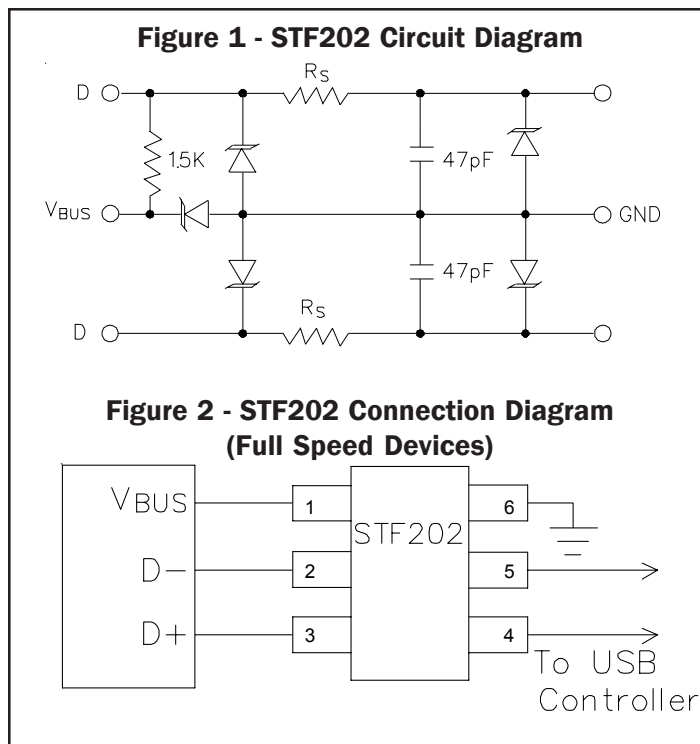 Figure 1 - STF202 Circuit Diagram
D
RS
1.5K
47pF
VBUS
GND
47pF
D
RS
Figure 2 - STF202 Connection Diagram
(Full Speed Devices)
VBUS
1
6
STF202
D-
2
5
D+
3
4
To USB
Controller